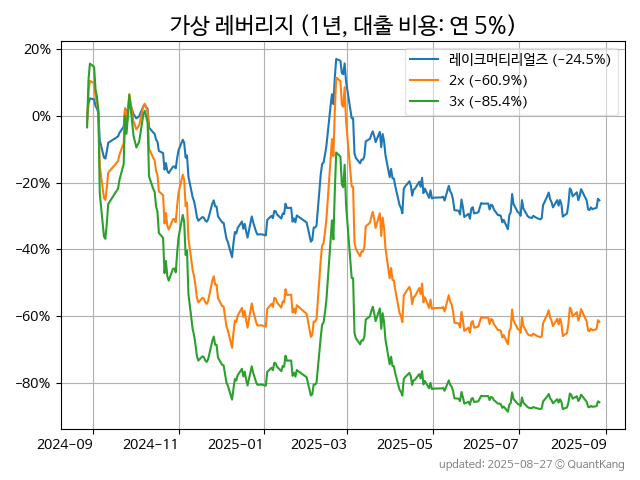 가상 레버리지 (1년, 대출 비용: 연 5%)
레이크머티리얼즈 (−24.5%)
2x (−60.9%)
3x (−85.4%)
20%
0%
−20%
−40%
−60%
−80%
2024-09
2024-11
2025-01
2025-03
2025-05
2025-07
2025-09
updated: 2025-08-27 © QuantKang